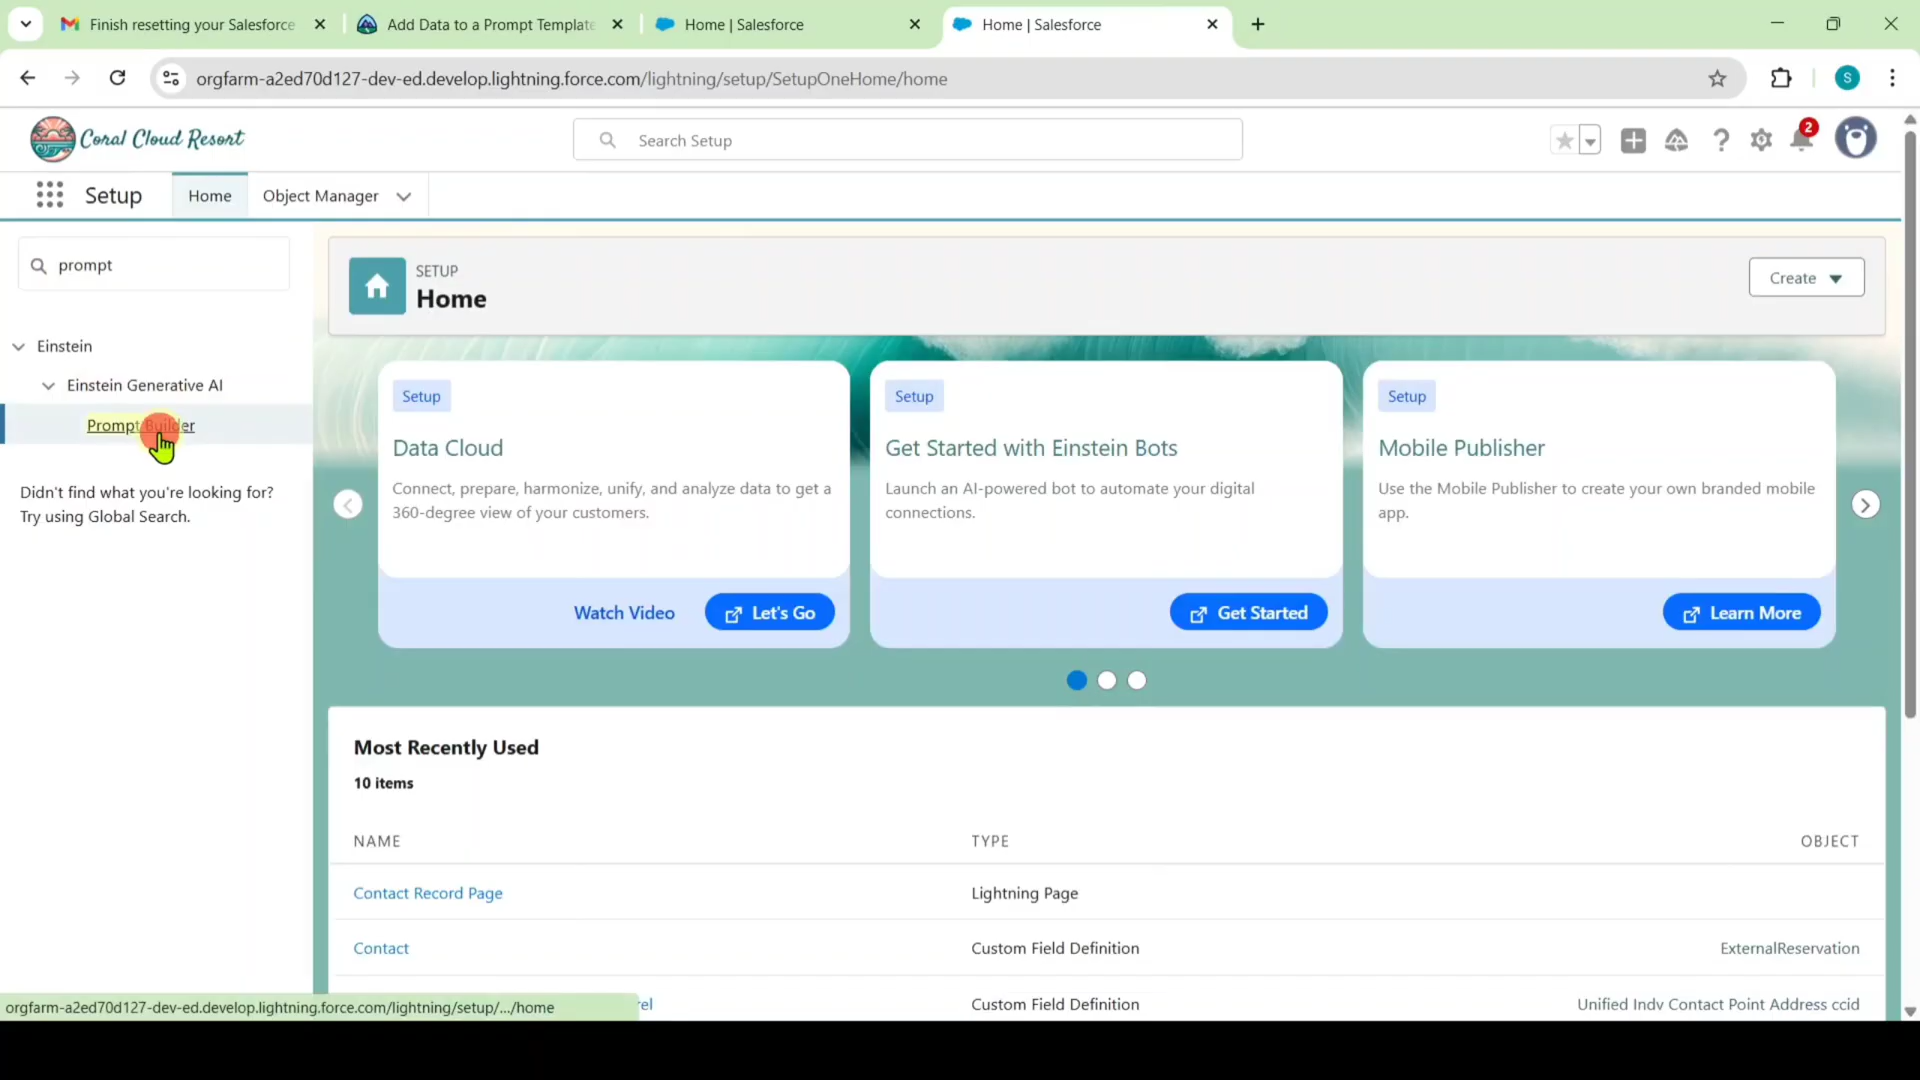 Finish resetting your Salesforce
Add Data to a Prompt Template
Home | Salesforce
Home | Salesforce
orgfarm-a2ed70d127-dev-ed.develop.lightning.force.com/lightning/setup/SetupOneHome/home
S
Coral Cloud Resort
Search Setup
2
Setup
Home
Object Manager
prompt
SETUP
Home
Create
Einstein
Einstein Generative AI
Prompt Builder
Didn't find what you're looking for?
Try using Global Search.
Setup
Data Cloud
Connect, prepare, harmonize, unify, and analyze data to get a
360-degree view of your customers.
Watch Video
Let's Go
Setup
Get Started with Einstein Bots
Launch an AI-powered bot to automate your digital
connections.
Get Started
Setup
Mobile Publisher
Use the Mobile Publisher to create your own branded mobile
app.
Learn More
Most Recently Used
10 items
NAME TYPE OBJECT
Contact Record Page Lightning Page
Contact Custom Field Definition ExternalReservation
rel Custom Field Definition Unified Indv Contact Point Address ccid
orgfarm-a2ed70d127-dev-ed.develop.lightning.force.com/lightning/setup/.../home